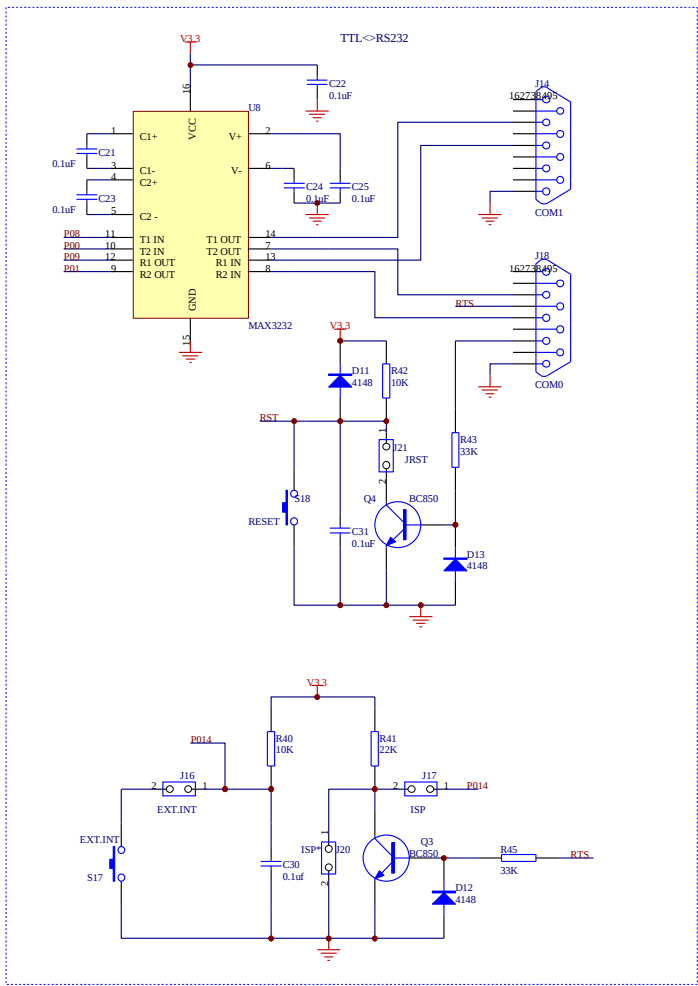 TTL<>RS232
V3.3
C22
0.1uF
16
VCC
U8
J14
162738495
COM1
1
C1+
C21
0.1uF
3
C1-
4
C2+
C23
0.1uF
5
C2 -
2
V+
6
V-
C24
0.1uF
C25
0.1uF
P08
11
T1 IN
P00
10
T2 IN
P09
12
R1 OUT
P01
9
R2 OUT
T1 OUT
14
T2 OUT
7
R1 IN
13
R2 IN
8
GND
15
MAX3232
J18
162738495
RTS
COM0
V3.3
D11
4148
R42
10K
RST
1
J21
JRST
2
R43
33K
S18
RESET
Q4
BC850
C31
0.1uF
D13
4148
V3.3
R40
10K
R41
22K
P014
J16
2
1
EXT.INT
J17
2
1
P014
ISP
EXT.INT
S17
C30
0.1uf
1
ISP*
J20
2
Q3
BC850
R45
33K
RTS
D12
4148